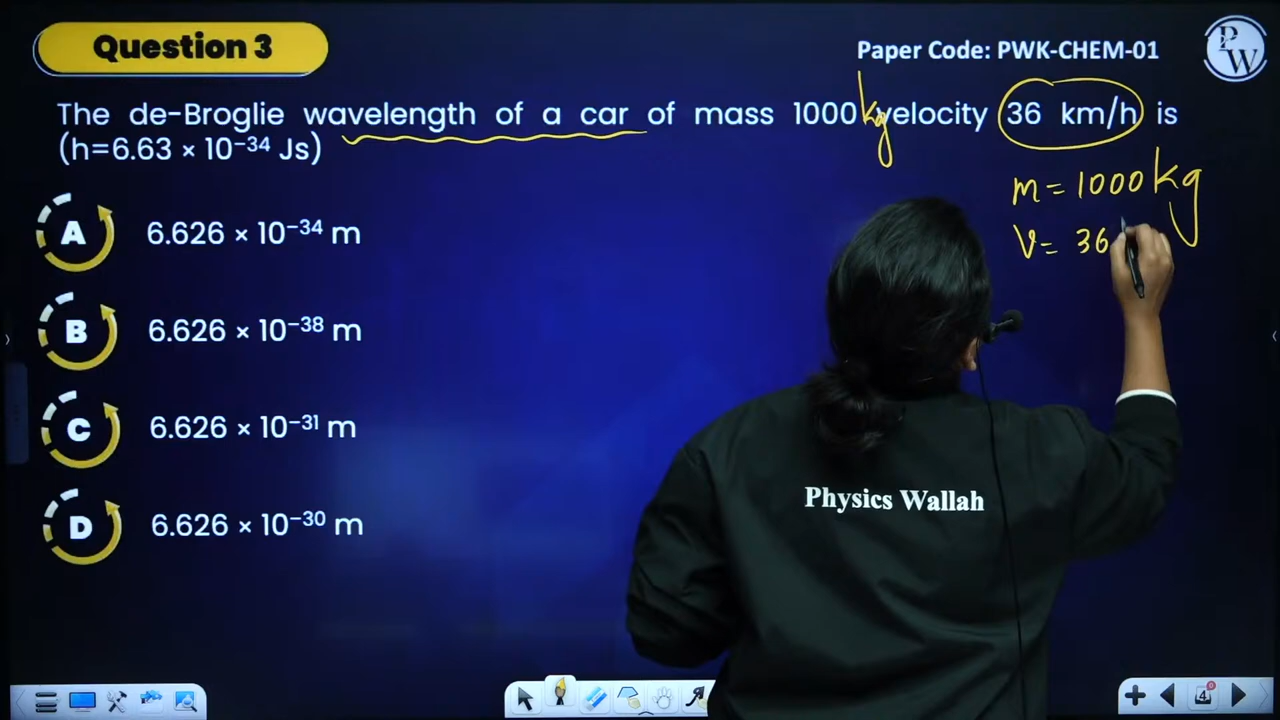 Question 3
Paper Code: PWK-CHEM-01
PW
The de-Broglie wavelength of a car of mass 1000 kg velocity 36 km/h is
(h=6.63 × 10⁻³⁴ Js)
m = 1000 kg
V = 36
A 6.626 × 10⁻³⁴ m
B 6.626 × 10⁻³⁸ m
C 6.626 × 10⁻³¹ m
D 6.626 × 10⁻³⁰ m
Physics Wallah
4